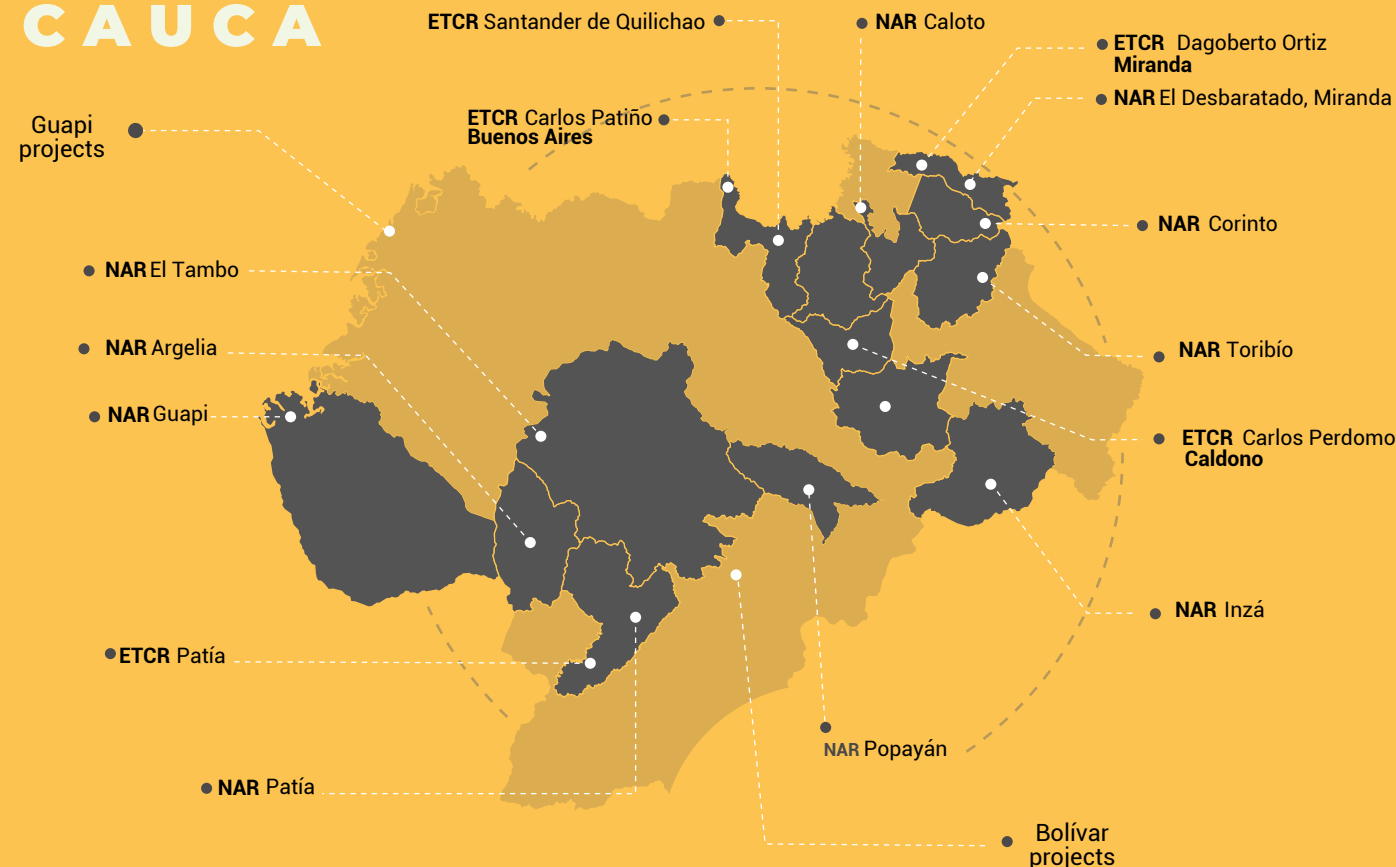 CAUCA
ETCR Santander de Quilichao
NAR Caloto
ETCR Dagoberto Ortiz
Miranda
NAR El Desbaratado, Miranda
ETCR Carlos Patiño
Buenos Aires
Guapi
projects
NAR Corinto
NAR El Tambo
NAR Argelia
NAR Toribío
NAR Guapi
ETCR Carlos Perdomo
Caldono
NAR Inzá
ETCR Patía
NAR Popayán
NAR Patía
Bolívar
projects